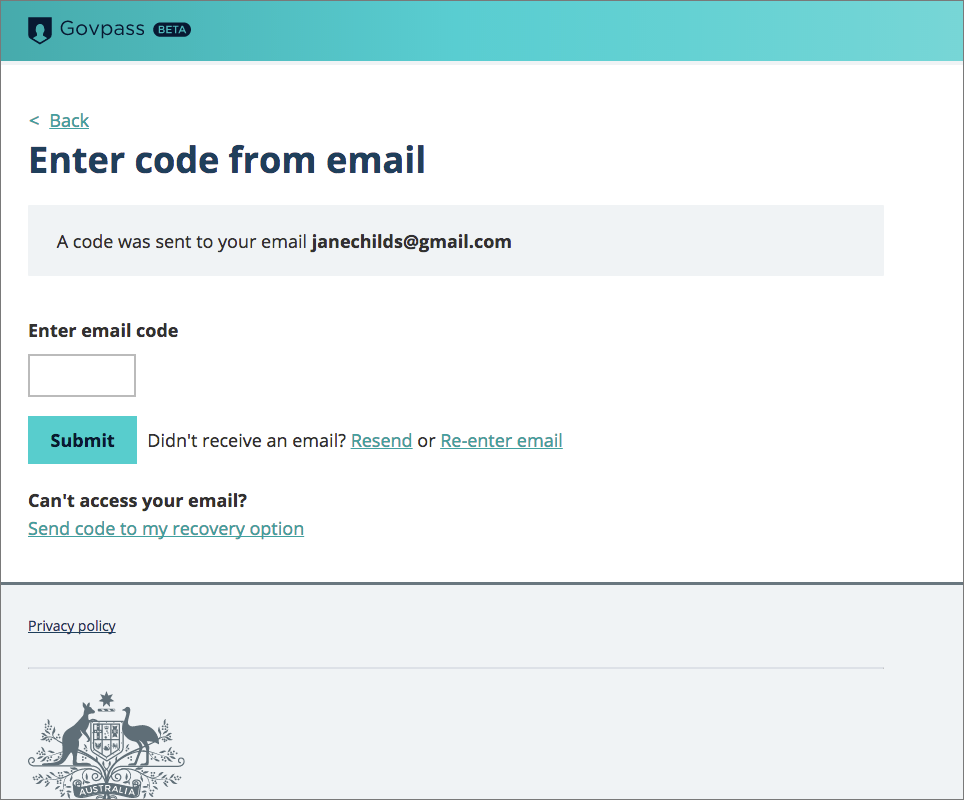 Govpass BETA
< Back
Enter code from email
A code was sent to your email janechilds@gmail.com
Enter email code
Submit Didn't receive an email? Resend or Re-enter email
Can't access your email?
Send code to my recovery option
Privacy policy
AUSTRALIA